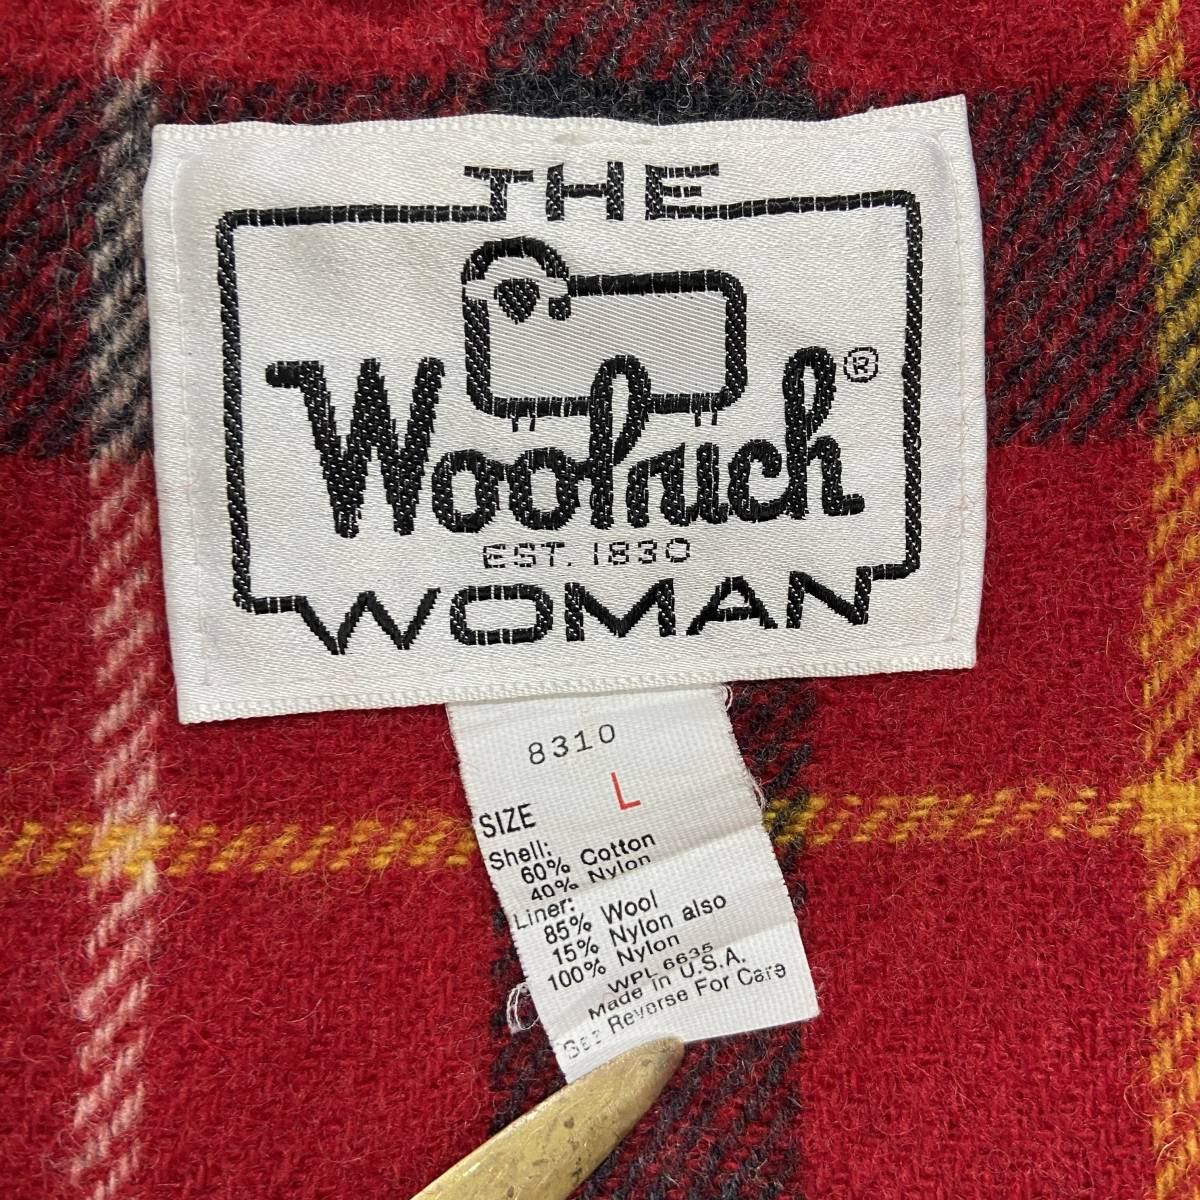 THE
Woolrich®
EST. 1830
WOMAN
8310
SIZE L
Shell:
60% Cotton
40% Nylon
Liner:
85% Wool
15% Nylon also
100% Nylon
WPL 6635
Made in U.S.A.
See Reverse For Care